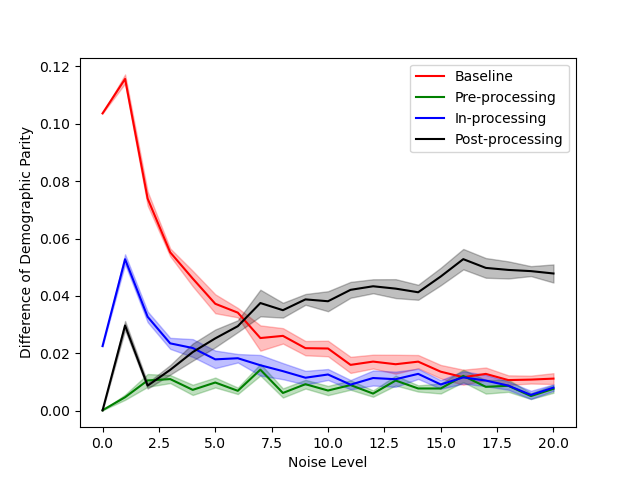 0.12
0.10
0.08
0.06
0.04
0.02
0.00
Difference of Demographic Parity
Baseline
Pre-processing
In-processing
Post-processing
0.0 2.5 5.0 7.5 10.0 12.5 15.0 17.5 20.0
Noise Level